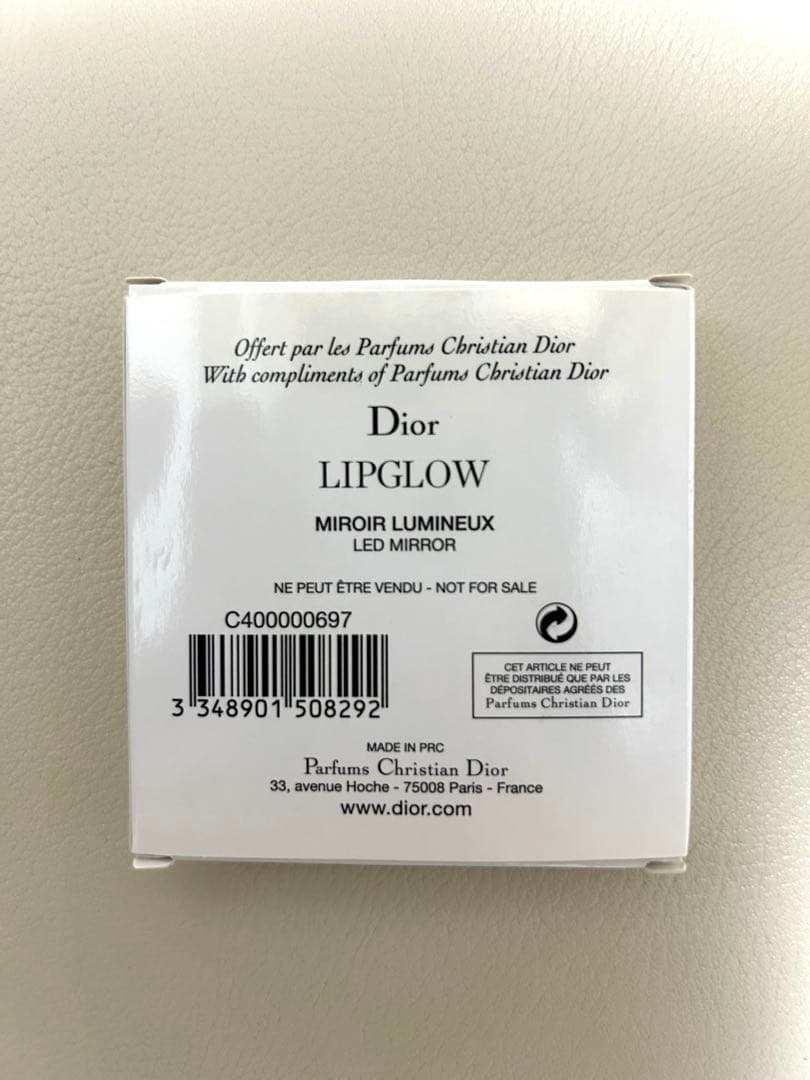 Offert par les Parfums Christian Dior
With compliments of Parfums Christian Dior
Dior
LIPGLOW
MIROIR LUMINEUX
LED MIRROR
NE PEUT ÊTRE VENDU - NOT FOR SALE
C400000697
3 348901 508292
CET ARTICLE NE PEUT
ÊTRE DISTRIBUÉ QUE PAR LES
DÉPOSITAIRES AGRÉÉS DES
Parfums Christian Dior
MADE IN PRC
Parfums Christian Dior
33, avenue Hoche - 75008 Paris - France
www.dior.com